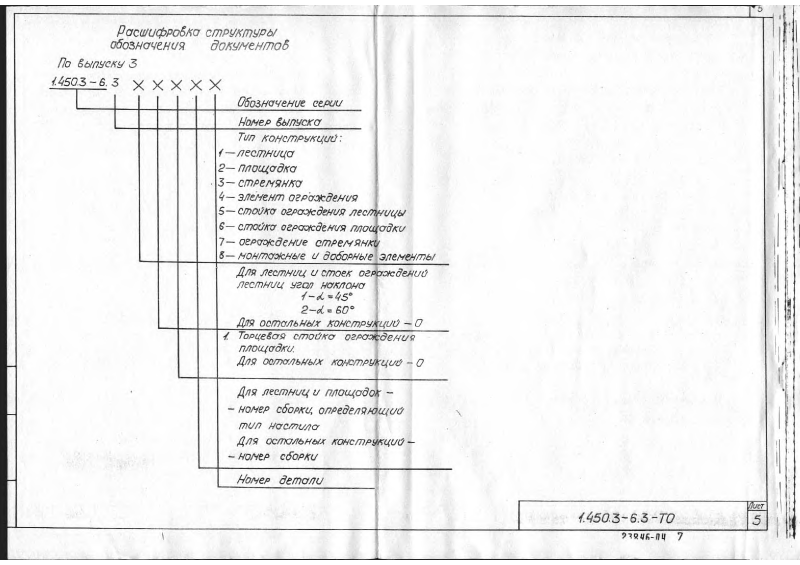 5
Расшифровка структуры
обозначения документов
По выпуску 3
1.450.3-6. 3 X X X X X
Обозначение серии
Номер выпуска
Тип конструкций:
1 — лестница
2 — площадка
3 — стремянка
4 — элемент ограждения
5 — стойка ограждения лестницы
6 — стойка ограждения площадки
7 — ограждение стремянки
8 — монтажные и доборные элементы
Для лестниц и стоек ограждений
лестниц угол наклона
1-α = 45°
2-α = 60°
Для остальных конструкций - 0
1. Торцевая стойка ограждения
площадки.
Для остальных конструкций - 0
Для лестниц и площадок -
- номер сборки, определяющий
тип настила
Для остальных конструкций -
- номер сборки
Номер детали
1.450.3-6.3-ТО
Лист
5
23846-04 7